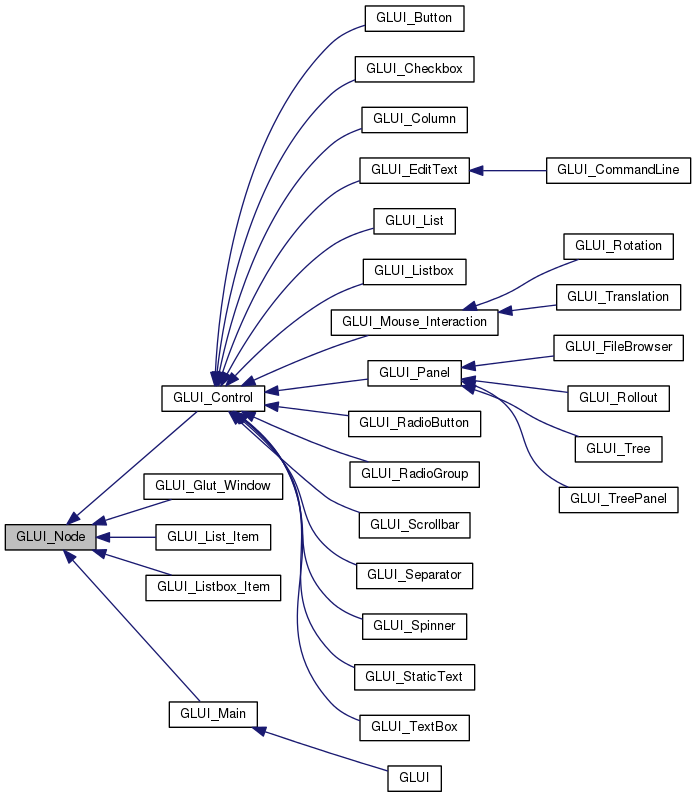 GLUI_Button
GLUI_Checkbox
GLUI_Column
GLUI_EditText
GLUI_CommandLine
GLUI_List
GLUI_Rotation
GLUI_Listbox
GLUI_Translation
GLUI_Mouse_Interaction
GLUI_FileBrowser
GLUI_Panel
GLUI_Rollout
GLUI_Control
GLUI_RadioButton
GLUI_Tree
GLUI_RadioGroup
GLUI_Glut_Window
GLUI_TreePanel
GLUI_Scrollbar
GLUI_Node
GLUI_List_Item
GLUI_Separator
GLUI_Listbox_Item
GLUI_Spinner
GLUI_StaticText
GLUI_Main
GLUI_TextBox
GLUI